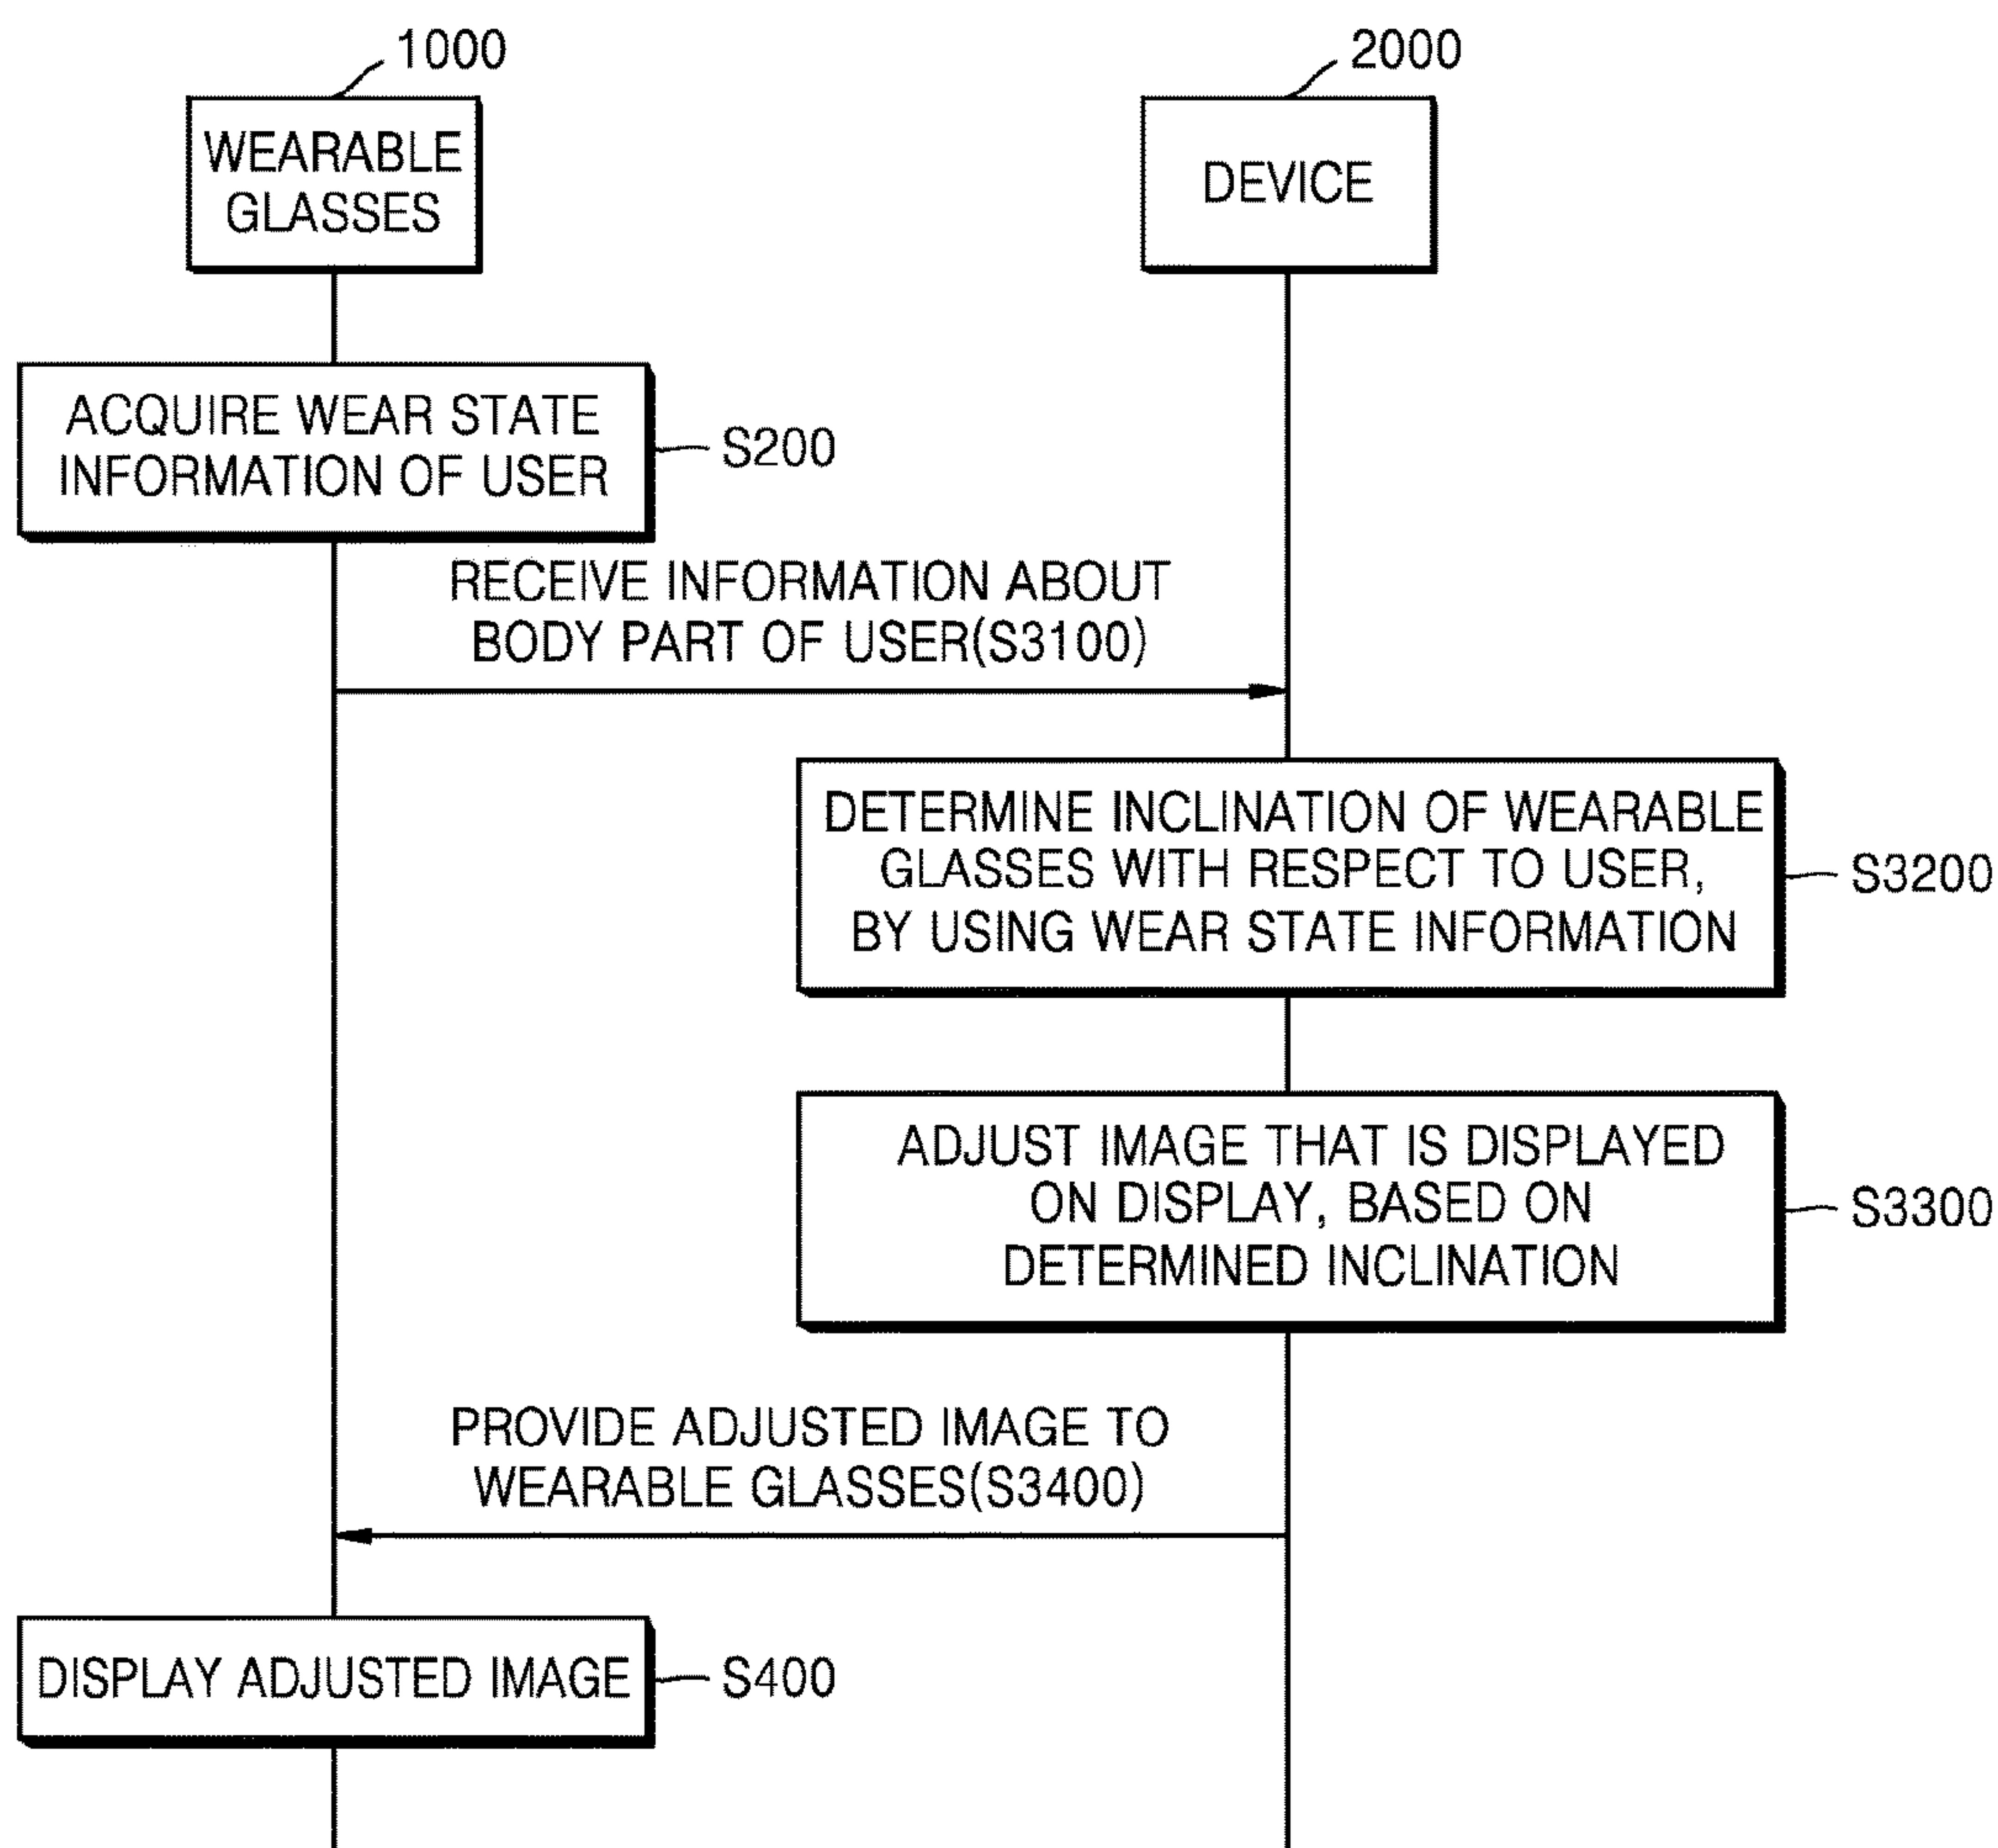 1000
2000
WEARABLE
GLASSES
DEVICE
ACQUIRE WEAR STATE
INFORMATION OF USER
S200
RECEIVE INFORMATION ABOUT
BODY PART OF USER(S3100)
DETERMINE INCLINATION OF WEARABLE
GLASSES WITH RESPECT TO USER,
BY USING WEAR STATE INFORMATION
S3200
ADJUST IMAGE THAT IS DISPLAYED
ON DISPLAY, BASED ON
DETERMINED INCLINATION
S3300
PROVIDE ADJUSTED IMAGE TO
WEARABLE GLASSES(S3400)
DISPLAY ADJUSTED IMAGE
S400